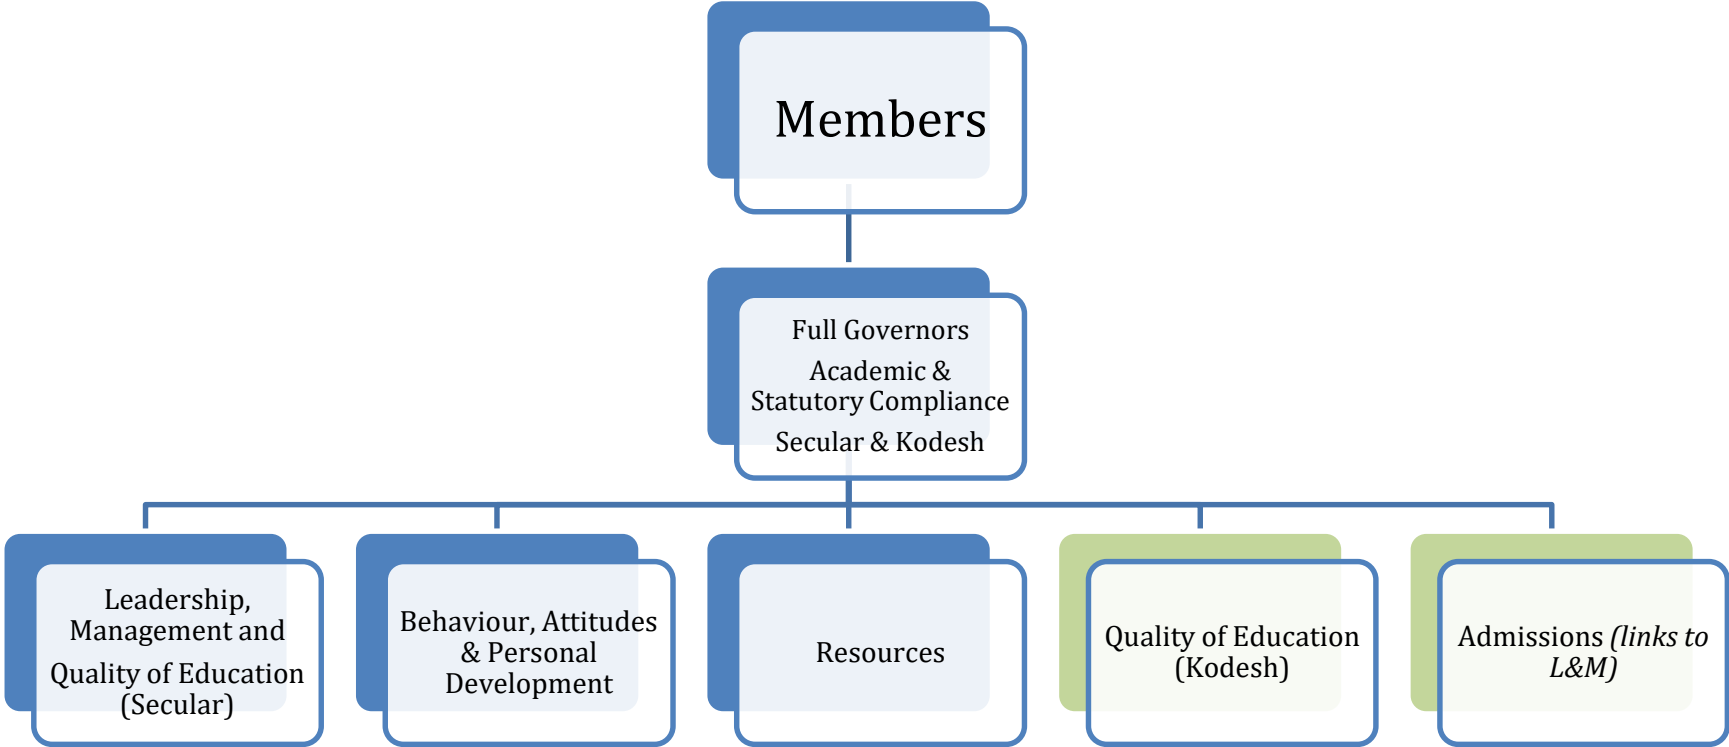 Members
Full Governors
Academic &
Statutory Compliance
Secular & Kodesh
Leadership,
Management and
Quality of Education
(Secular)
Behaviour, Attitudes
& Personal
Development
Resources
Quality of Education
(Kodesh)
Admissions (links to
L&M)